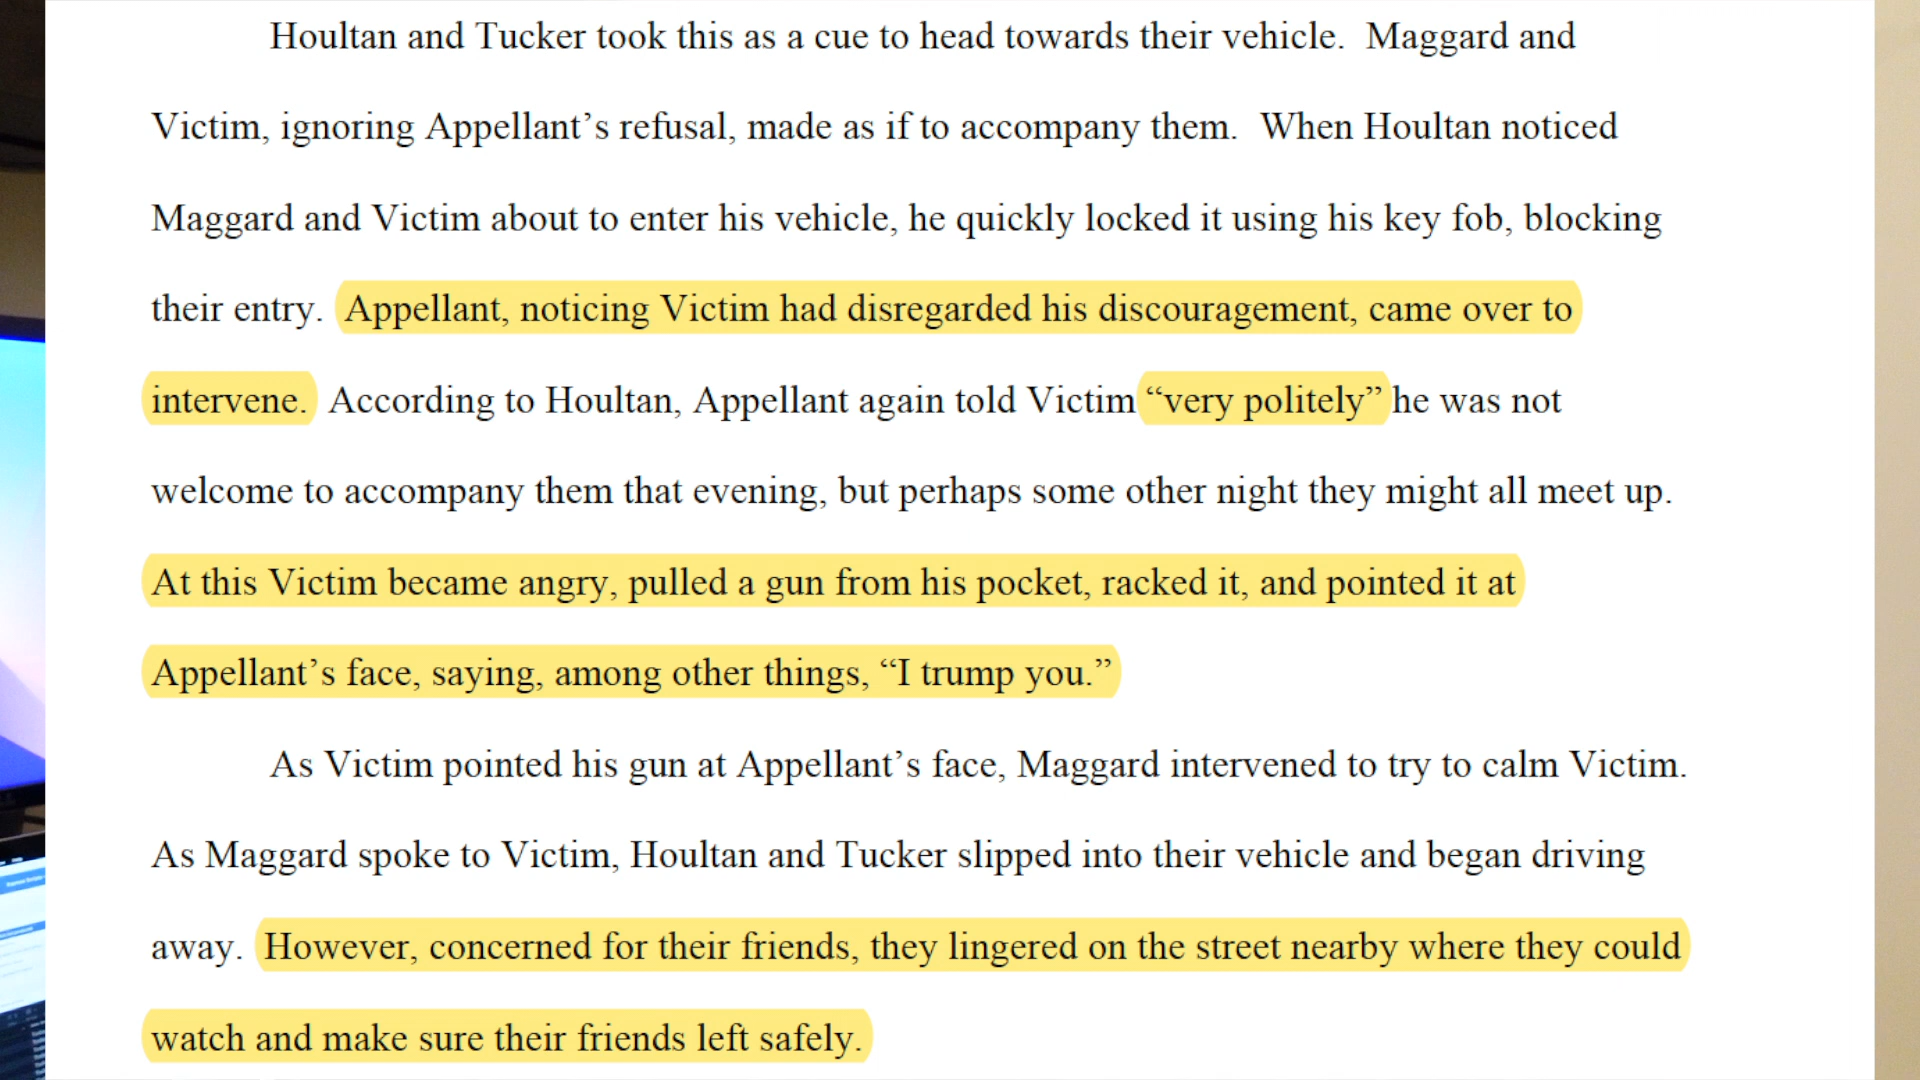 Houltan and Tucker took this as a cue to head towards their vehicle. Maggard and
Victim, ignoring Appellant’s refusal, made as if to accompany them. When Houltan noticed
Maggard and Victim about to enter his vehicle, he quickly locked it using his key fob, blocking
their entry. Appellant, noticing Victim had disregarded his discouragement, came over to
intervene. According to Houltan, Appellant again told Victim “very politely” he was not
welcome to accompany them that evening, but perhaps some other night they might all meet up.
At this Victim became angry, pulled a gun from his pocket, racked it, and pointed it at
Appellant’s face, saying, among other things, “I trump you.”
As Victim pointed his gun at Appellant’s face, Maggard intervened to try to calm Victim.
As Maggard spoke to Victim, Houltan and Tucker slipped into their vehicle and began driving
away. However, concerned for their friends, they lingered on the street nearby where they could
watch and make sure their friends left safely.